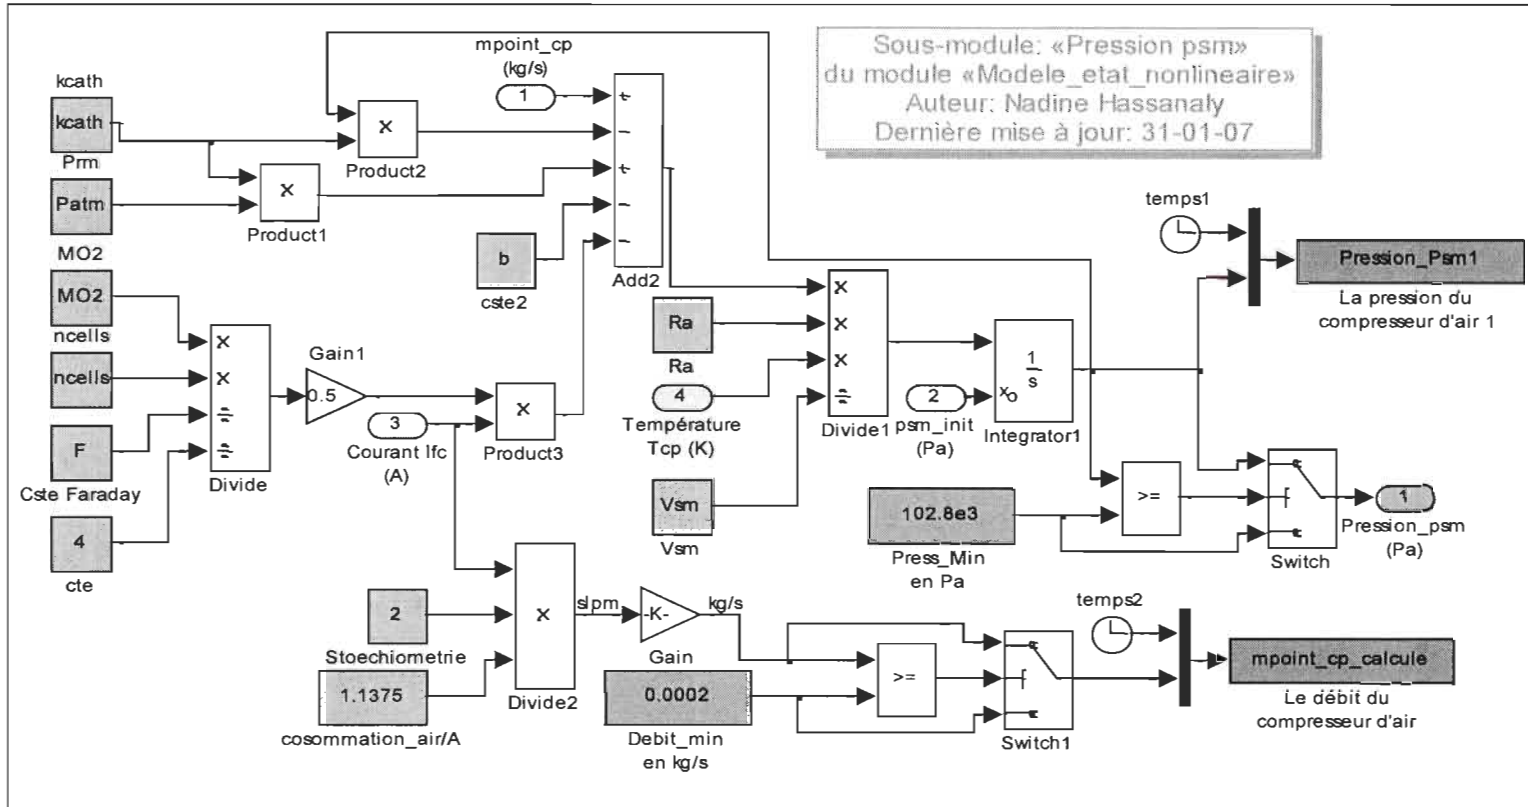 Sous-module: «Pression psm»
du module «Modele_etat_nonlineaire»
Auteur: Nadine Hassanaly
Dernière mise à jour: 31-01-07
mpoint_cp
(kg/s)
1
kcath
kcath
Prm
Patm
x
Product2
x
Product1
+
-
+
-
-
Add2
b
cste2
MO2
MO2
ncells
ncells
F
Cste Faraday
4
cte
x
x
÷
÷
Divide
Gain1
0.5
3
Courant Ifc
(A)
x
Product3
Ra
Ra
4
Température
Tcp (K)
Vsm
Vsm
x
x
x
÷
Divide1
2
psm_init
(Pa)
1
s
xo
Integrator1
temps1
Pression_Psm1
La pression du
compresseur d'air 1
102.8e3
Press_Min
en Pa
>=
Switch
1
Pression_psm
(Pa)
2
Stoechiometrie
1.1375
cosommation_air/A
x
Divide2
slpm
-K-
Gain
kg/s
0.0002
Debit_min
en kg/s
>=
Switch1
temps2
mpoint_cp_calcule
Le débit du
compresseur d'air